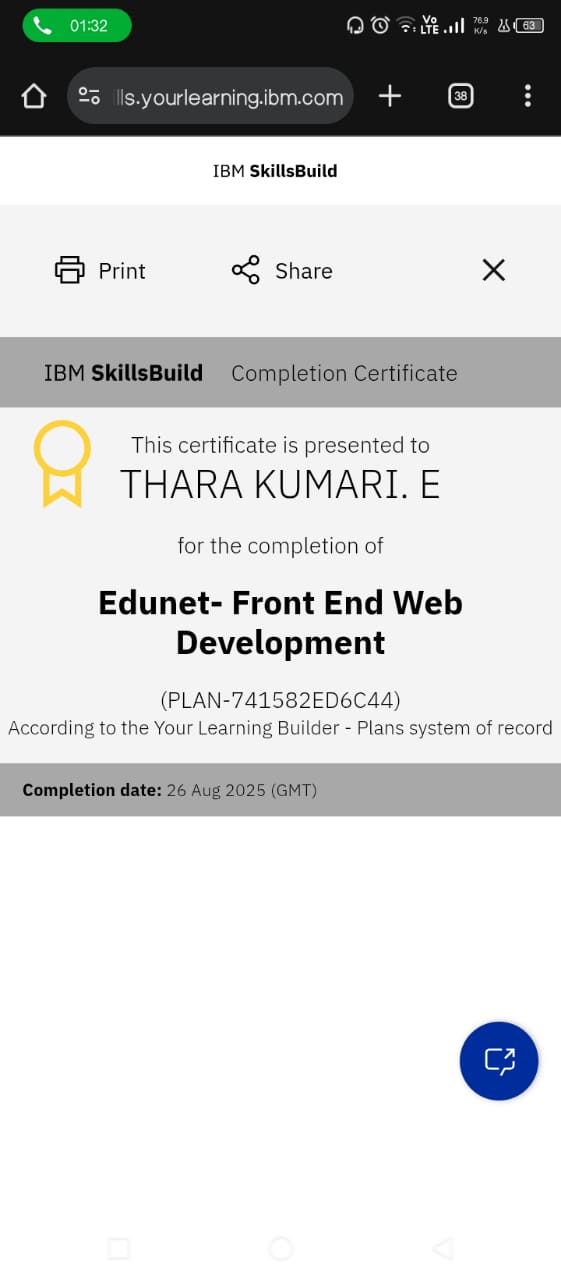 01:32
Vo
LTE
76.9
K/s
63
lls.yourlearning.ibm.com
38
IBM SkillsBuild
Print
Share
IBM SkillsBuild Completion Certificate
This certificate is presented to
THARA KUMARI. E
for the completion of
Edunet- Front End Web
Development
(PLAN-741582ED6C44)
According to the Your Learning Builder - Plans system of record
Completion date: 26 Aug 2025 (GMT)